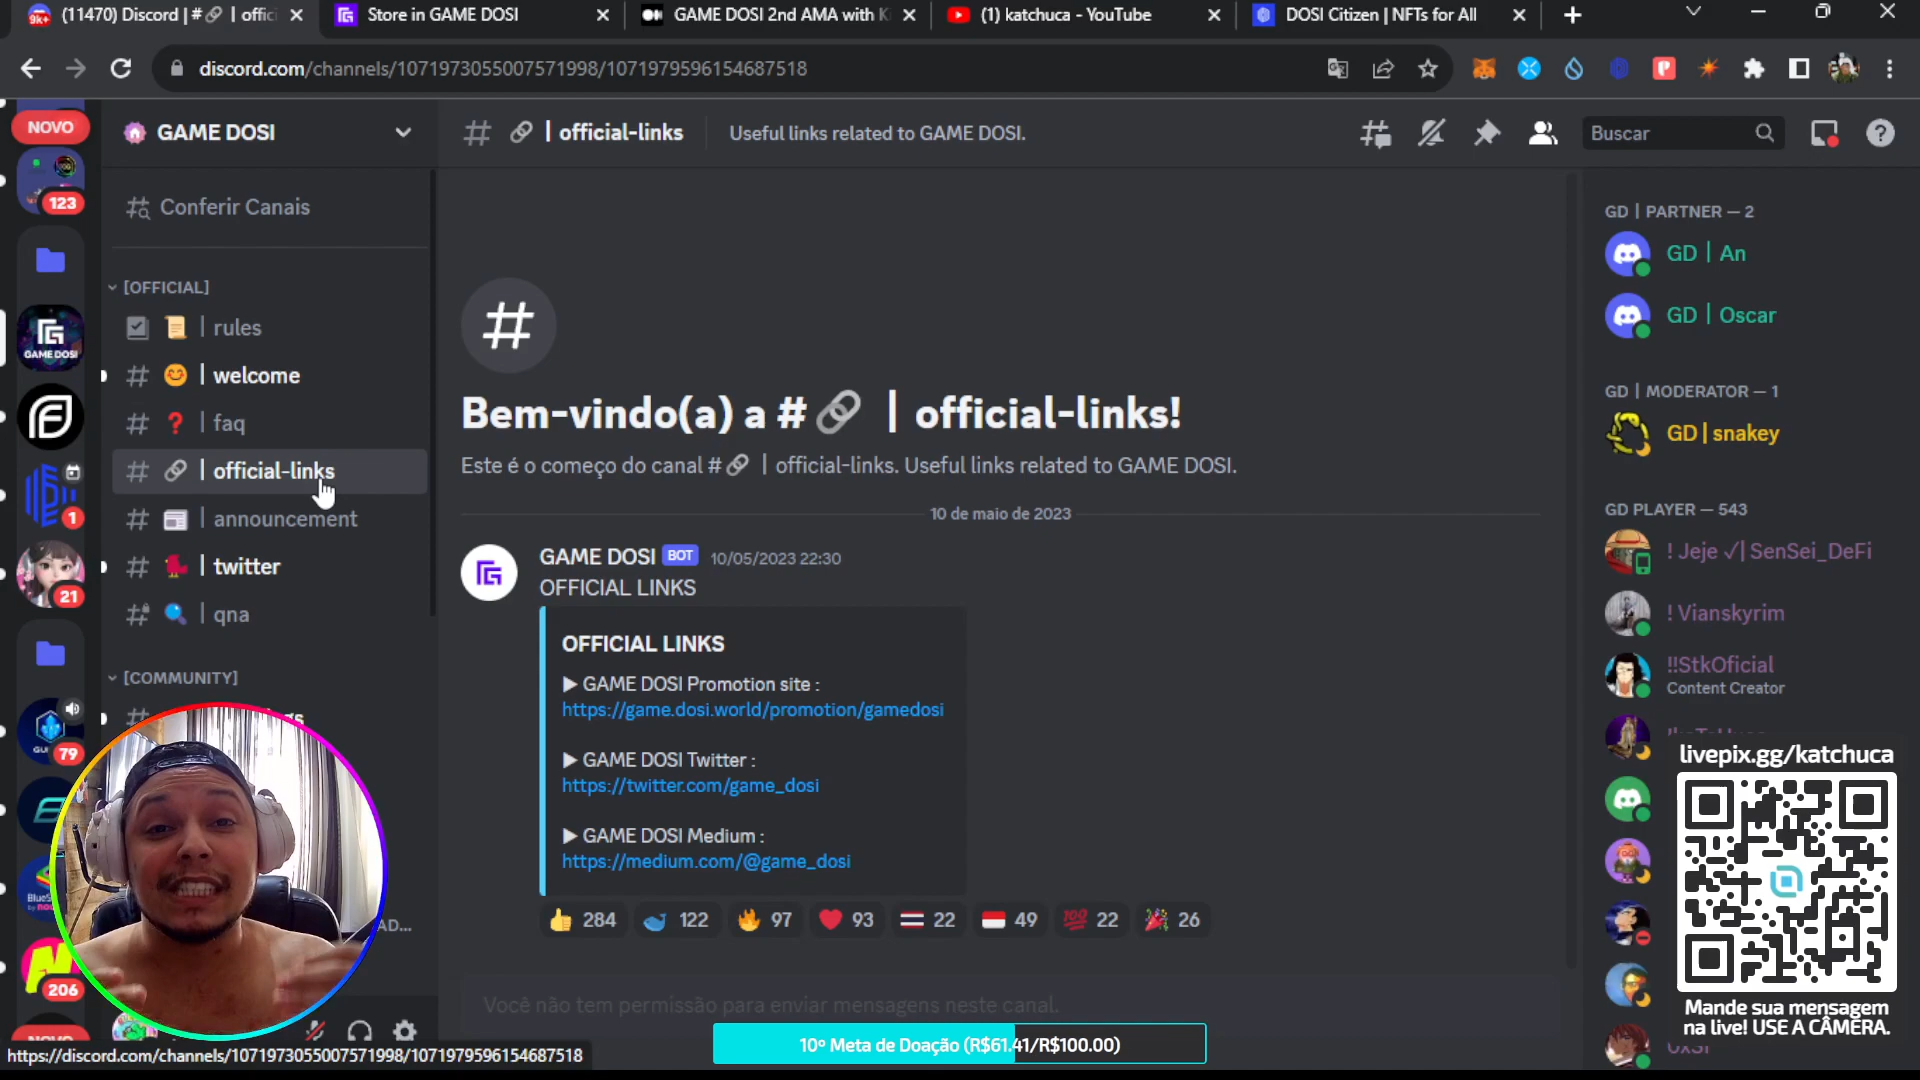 (11470) Discord | # | offici
Store in GAME DOSI
GAME DOSI 2nd AMA with K
(1) katchuca - YouTube
DOSI Citizen | NFTs for All
discord.com/channels/1071973055007571998/1071979596154687518
NOVO
GAME DOSI
# | official-links
Useful links related to GAME DOSI.
Buscar
123
GAME DOSI
1
21
79
206
Conferir Canais
[OFFICIAL]
| rules
| welcome
| faq
| official-links
| announcement
| twitter
| qna
[COMMUNITY]
AD...
#
Bem-vindo(a) a # | official-links!
Este é o começo do canal # | official-links. Useful links related to GAME DOSI.
10 de maio de 2023
GAME DOSI BOT 10/05/2023 22:30
OFFICIAL LINKS
OFFICIAL LINKS
▶ GAME DOSI Promotion site :
https://game.dosi.world/promotion/gamedosi
▶ GAME DOSI Twitter :
https://twitter.com/game_dosi
▶ GAME DOSI Medium :
https://medium.com/@game_dosi
284 122 97 93 22 49 22 26
Você não tem permissão para enviar mensagens neste canal.
10º Meta de Doação (R$61.41/R$100.00)
GD | PARTNER — 2
GD | An
GD | Oscar
GD | MODERATOR — 1
GD | snakey
GD PLAYER — 543
! Jeje √| SenSei_DeFi
! Vianskyrim
!!StkOficial
Content Creator
livepix.gg/katchuca
Mande sua mensagem
na live! USE A CÂMERA.
https://discord.com/channels/1071973055007571998/1071979596154687518